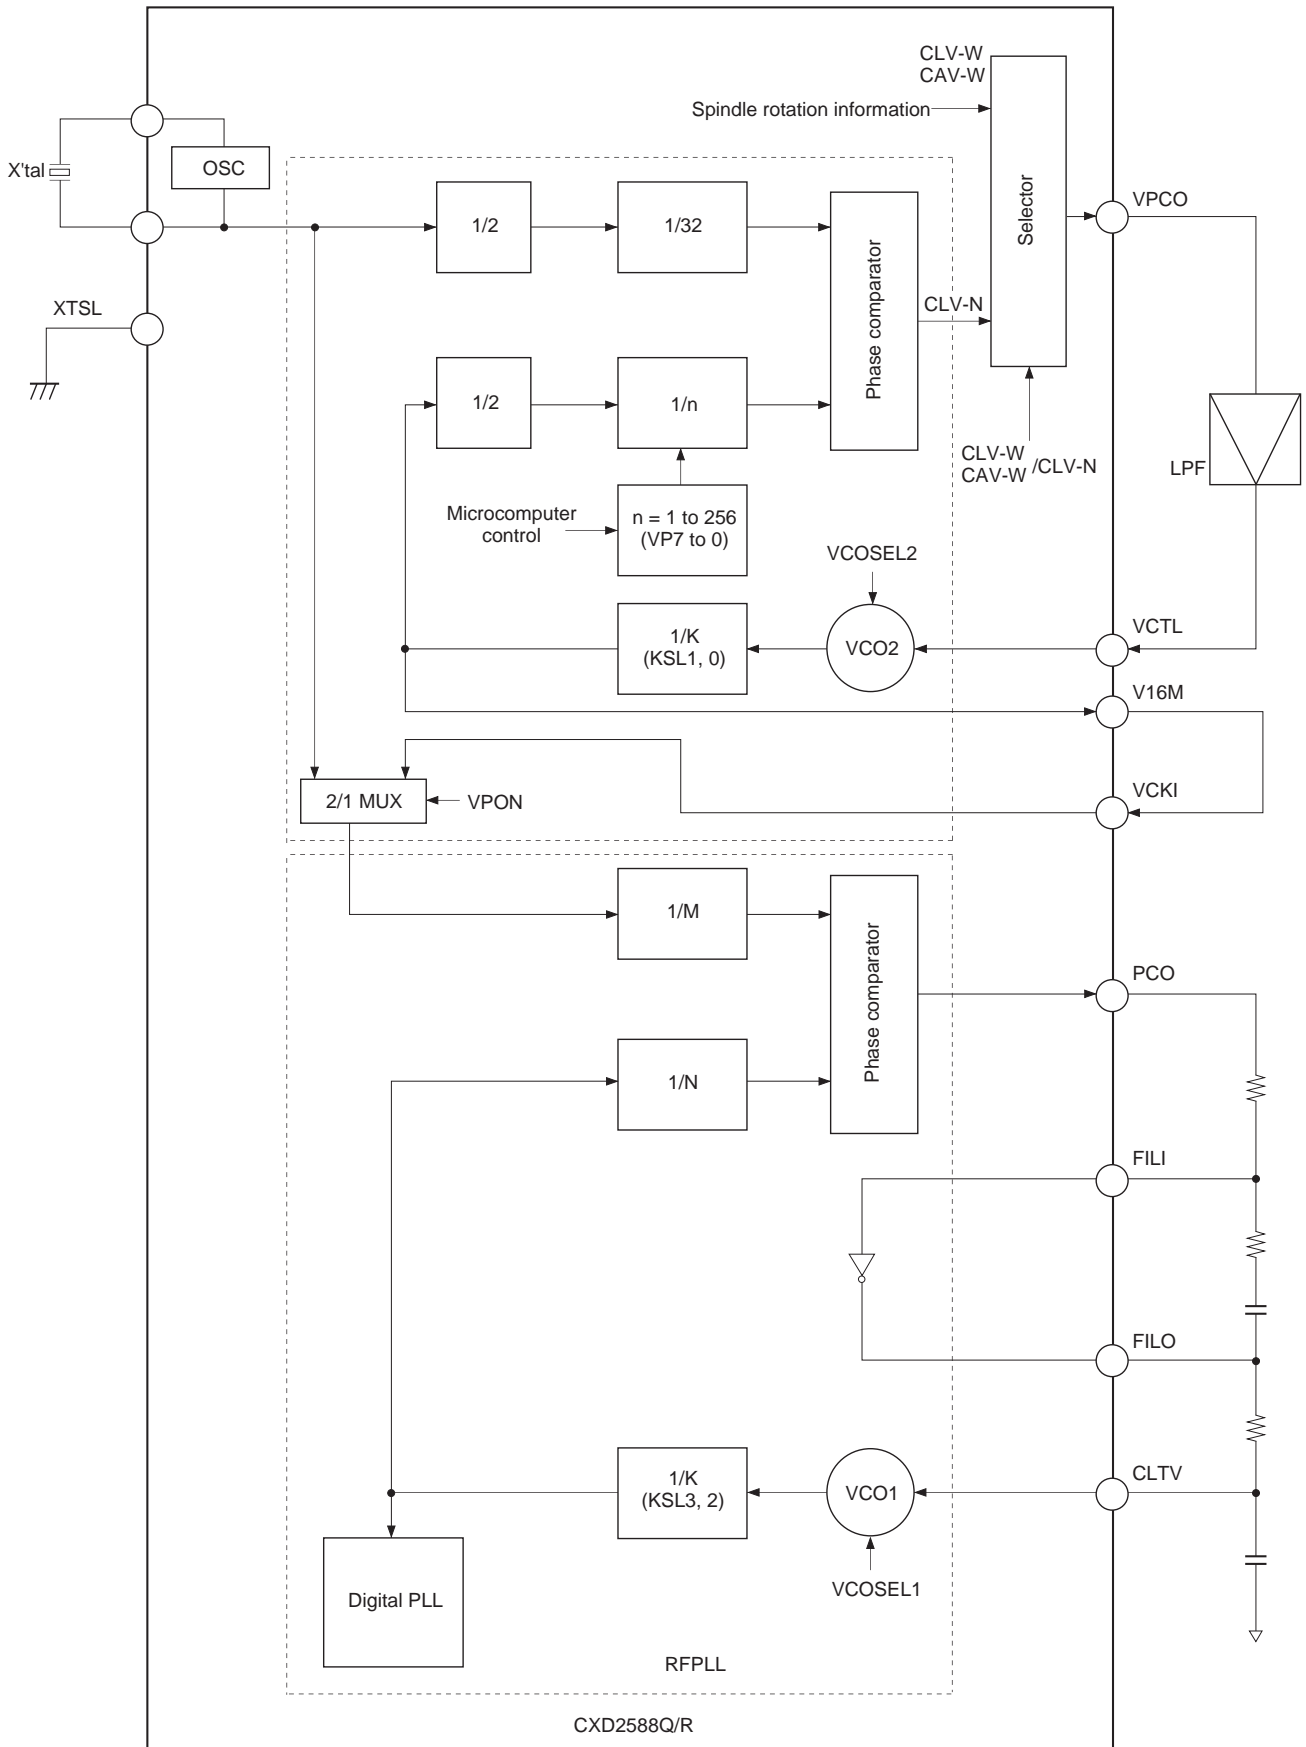 CLV-W
CAV-W
Spindle rotation information
X'tal
OSC
Selector
VPCO
1/2
1/32
Phase comparator
CLV-N
XTSL
1/2
1/n
CLV-W
CAV-W
/CLV-N
LPF
Microcomputer
control
n = 1 to 256
(VP7 to 0)
VCOSEL2
1/K
(KSL1, 0)
VCO2
VCTL
V16M
2/1 MUX
VPON
VCKI
1/M
Phase comparator
PCO
1/N
FILI
FILO
1/K
(KSL3, 2)
VCO1
CLTV
VCOSEL1
Digital PLL
RFPLL
CXD2588Q/R